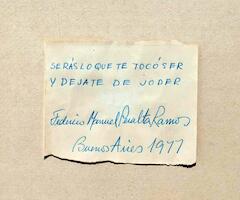 SERÁS LO QUE TE TOCÓ SER
Y DEJATE DE JODER
Federico Manuel Peralta Ramos
Buenos Aires 1977